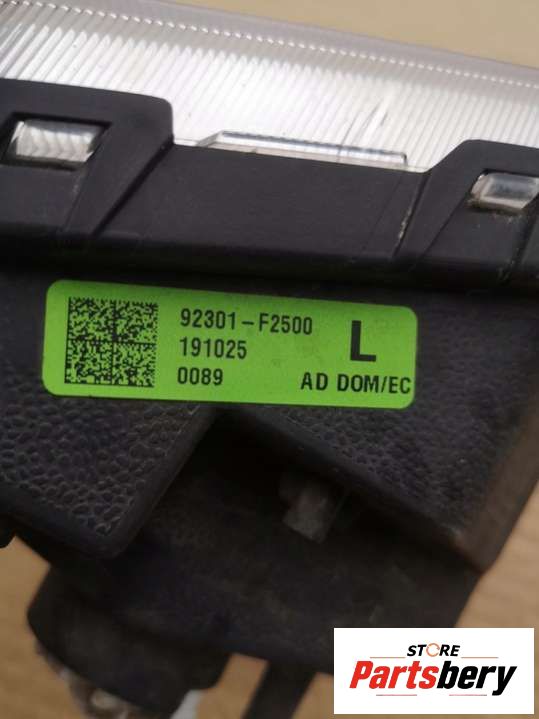 92301-F2500
191025
0089
L
AD DOM/EC
STORE
Partsbery